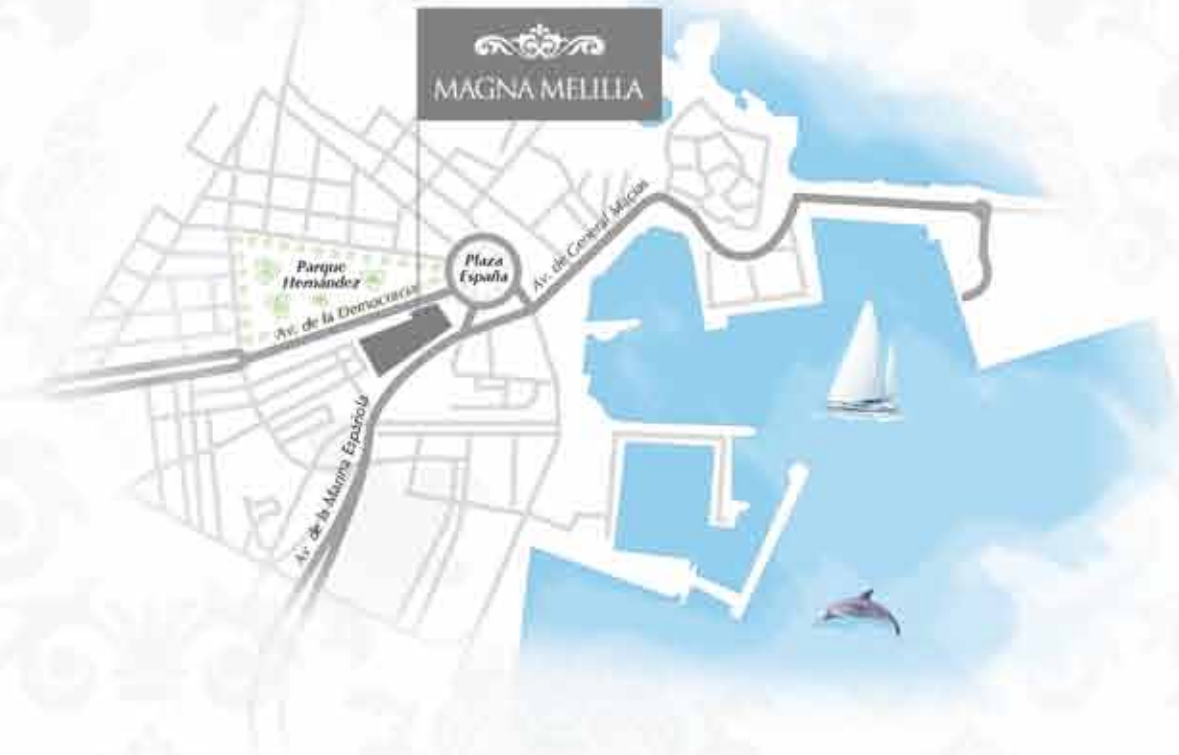 MAGNA MELILLA
Av. de General Macías
Plaza
España
Parque
Hernández
Av. de la Democracia
Av. de la Marina Española